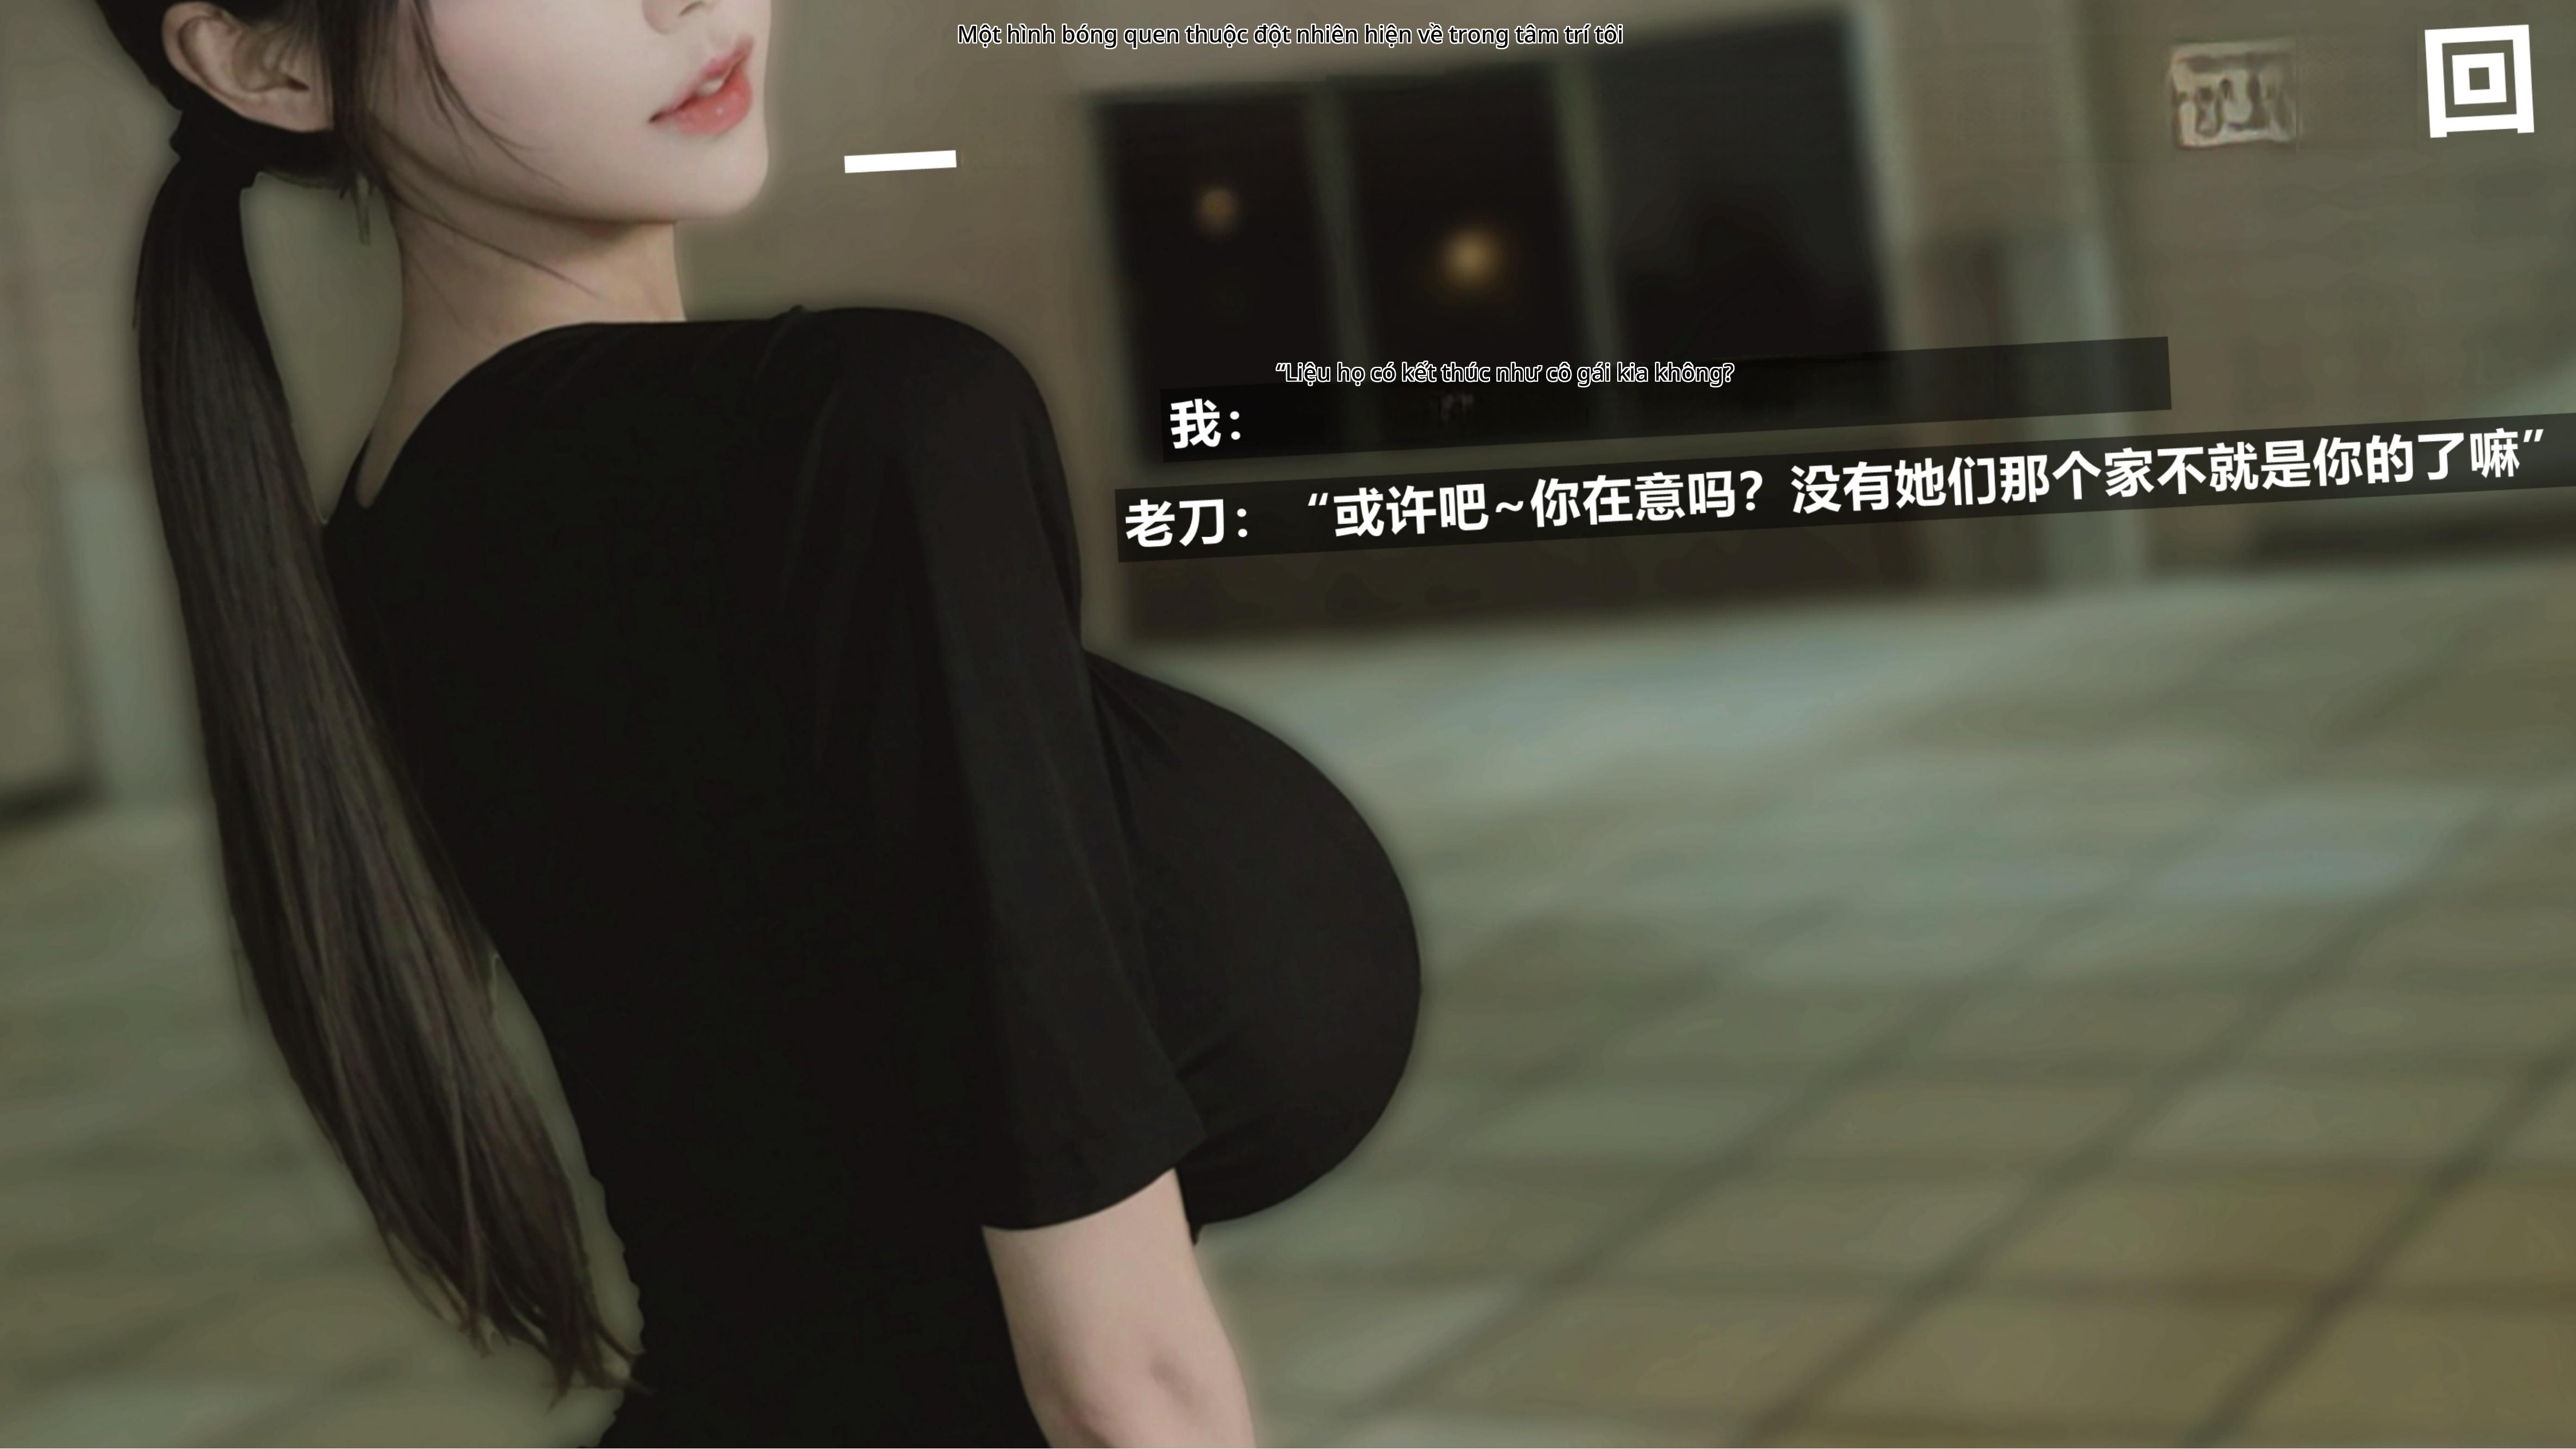 Một hình bóng quen thuộc đột nhiên hiện về trong tâm trí tôi
一
回
“Liệu họ có kết thúc như cô gái kia không?
我：
老刀： “或许吧~你在意吗？没有她们那个家不就是你的了嘛”